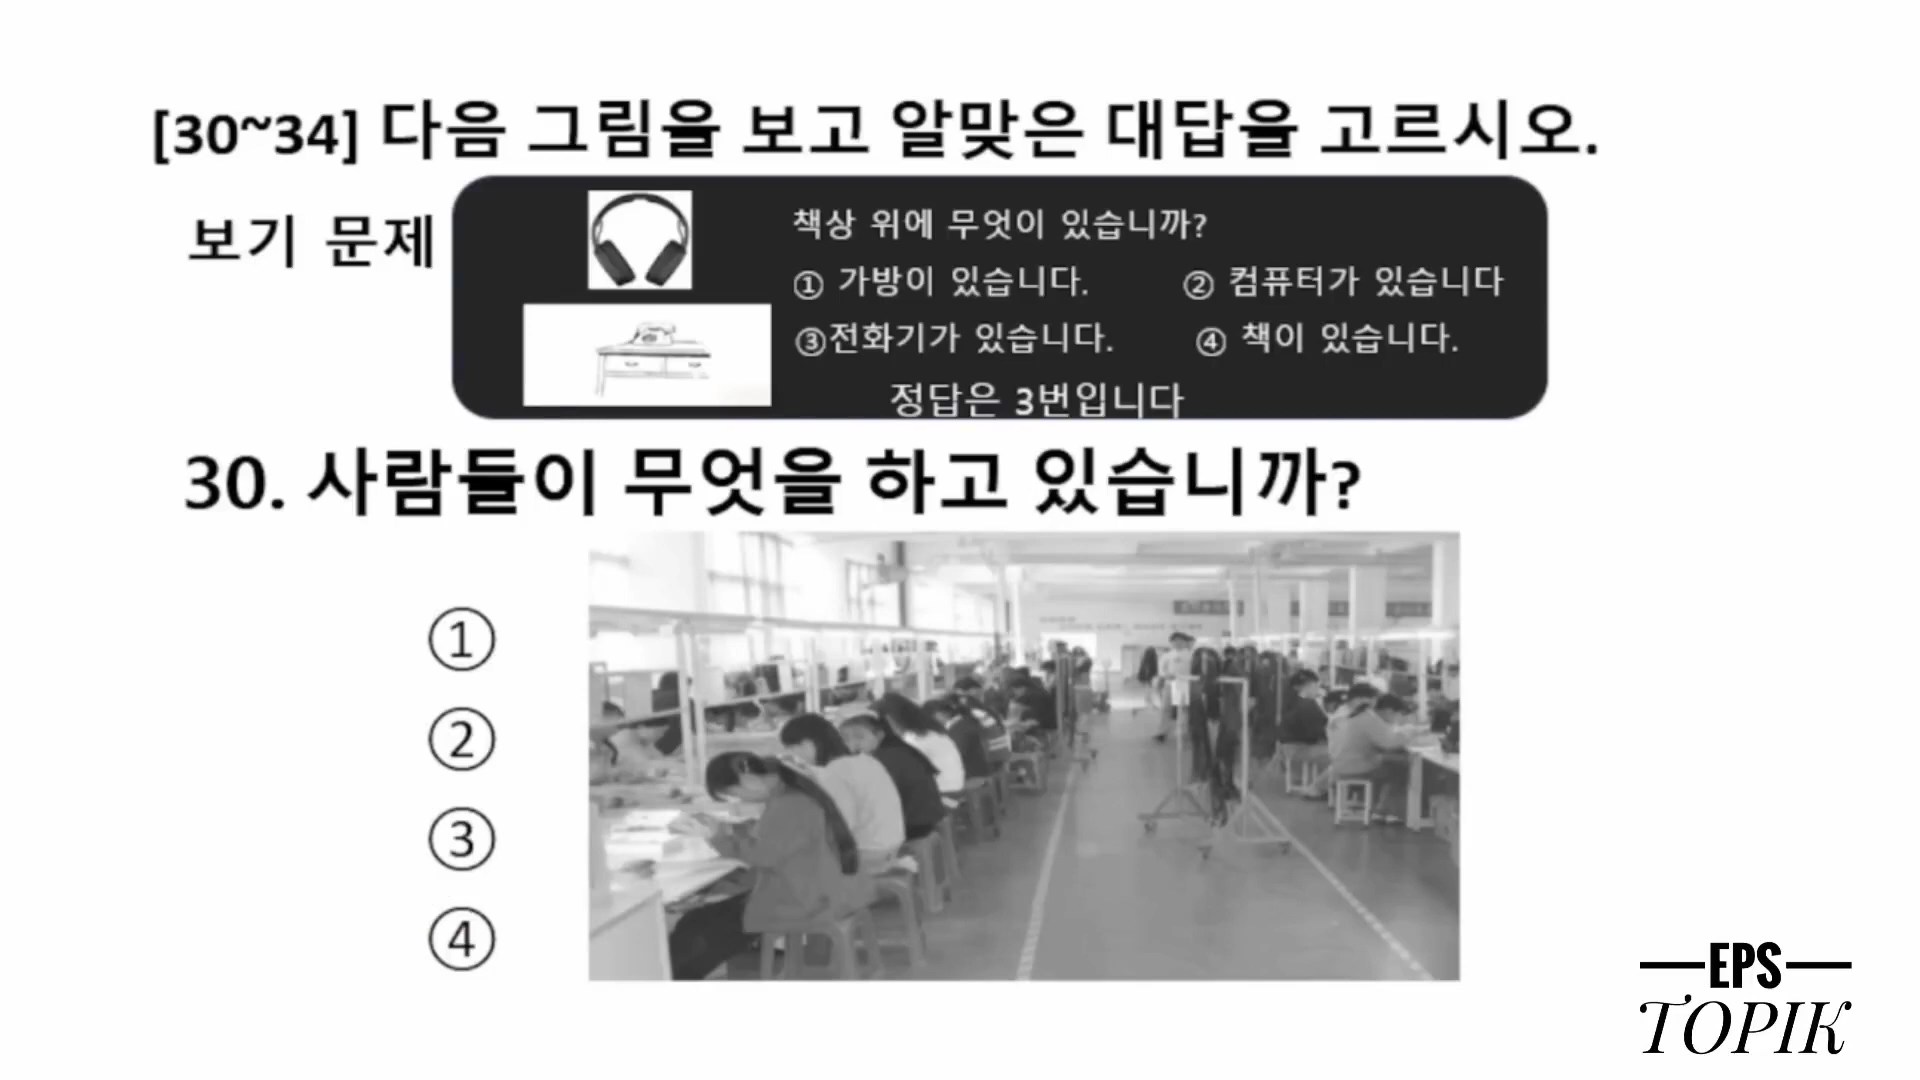 [30~34] 다음 그림을 보고 알맞은 대답을 고르시오.
보기 문제
책상 위에 무엇이 있습니까?
① 가방이 있습니다. ② 컴퓨터가 있습니다
③전화기가 있습니다. ④ 책이 있습니다.
정답은 3번입니다
30. 사람들이 무엇을 하고 있습니까?
①
②
③
④
EPS
TOPIK